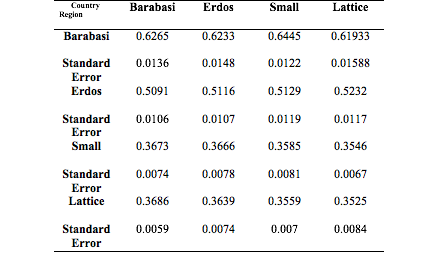 Country Barabasi Erdos Small Lattice
Region
Barabasi 0.6265 0.6233 0.6445 0.61933
Standard 0.0136 0.0148 0.0122 0.01588
Error
Erdos 0.5091 0.5116 0.5129 0.5232
Standard 0.0106 0.0107 0.0119 0.0117
Error
Small 0.3673 0.3666 0.3585 0.3546
Standard 0.0074 0.0078 0.0081 0.0067
Error
Lattice 0.3686 0.3639 0.3559 0.3525
Standard 0.0059 0.0074 0.007 0.0084
Error